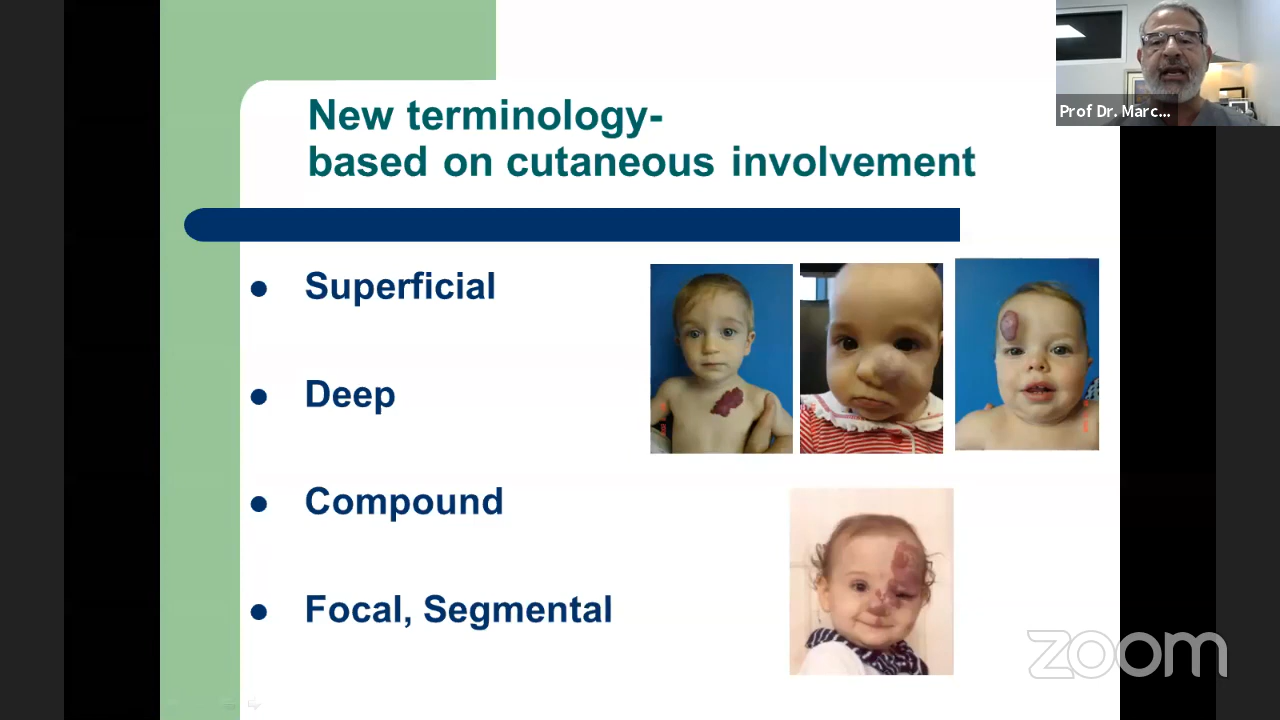 New terminology-
based on cutaneous involvement
Prof Dr. Marc...
● Superficial
● Deep
● Compound
● Focal, Segmental
zoom